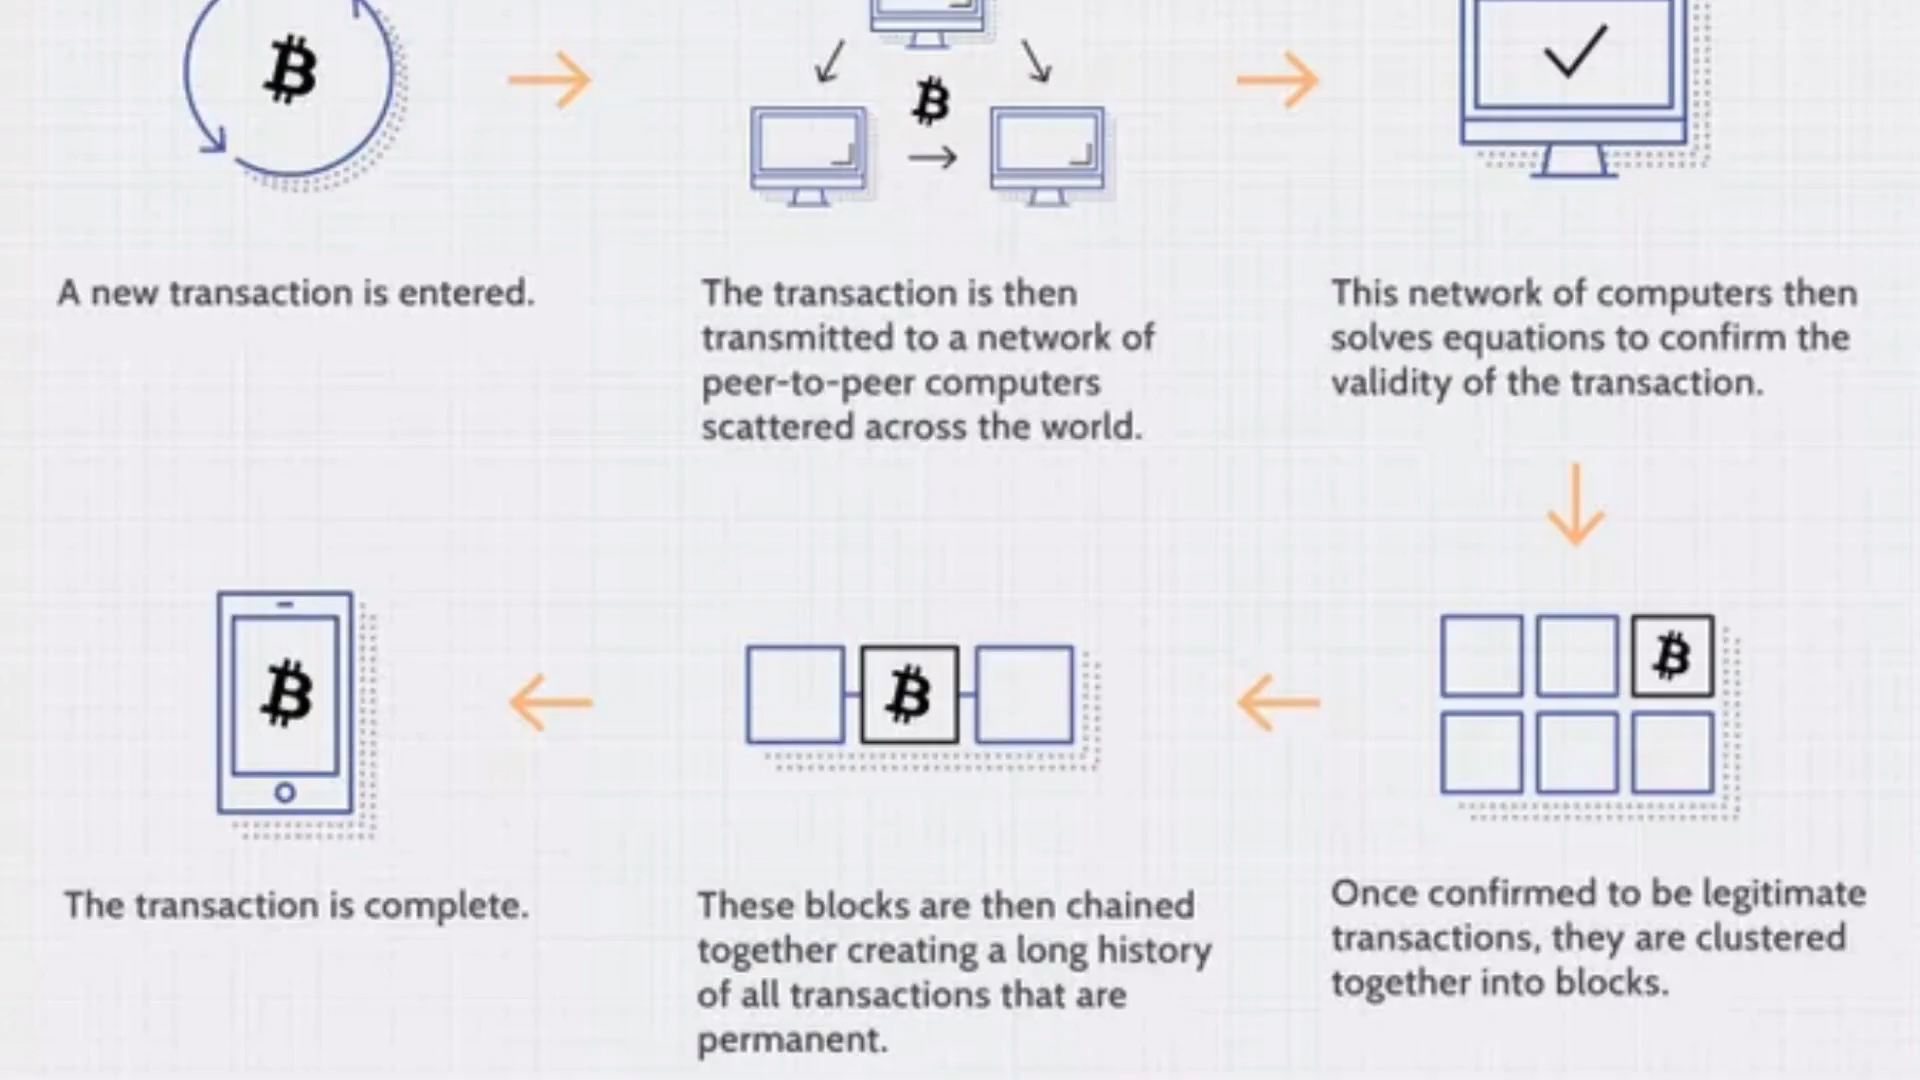 A new transaction is entered.
The transaction is then
transmitted to a network of
peer-to-peer computers
scattered across the world.
This network of computers then
solves equations to confirm the
validity of the transaction.
Once confirmed to be legitimate
transactions, they are clustered
together into blocks.
These blocks are then chained
together creating a long history
of all transactions that are
permanent.
The transaction is complete.